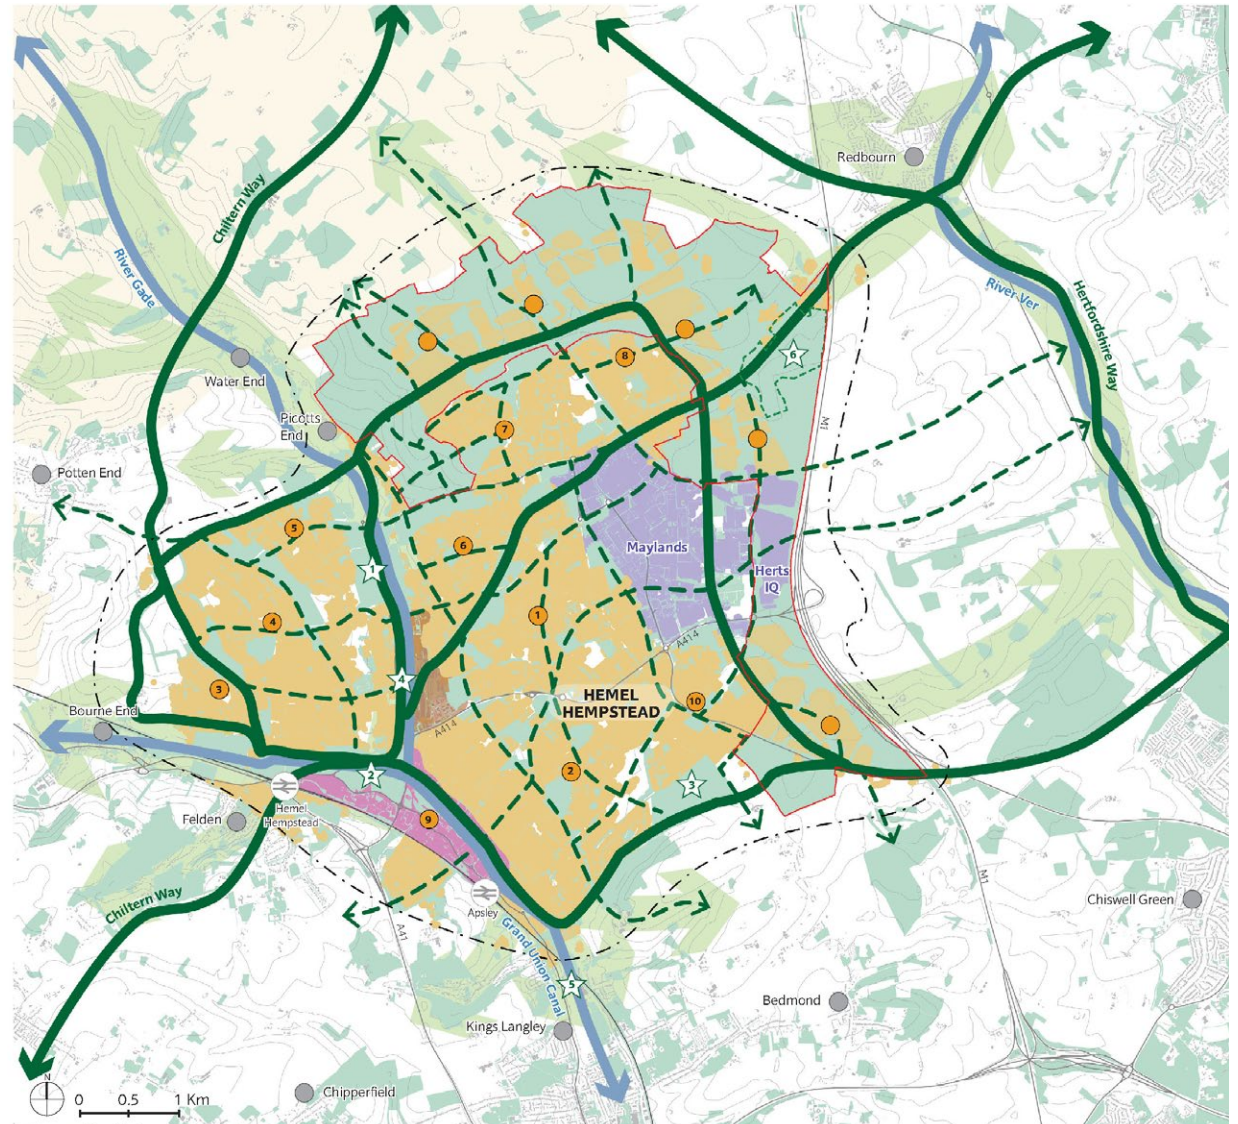 Redbourn
Chiltern Way
River Gade
River Ver
Hertfordshire Way
Water End
Picotts
End
Potten End
8
6
7
M1
5
6
Maylands
Herts
IQ
1
4
1
A414
3
4
HEMEL
HEMPSTEAD
10
Bourne End
A414
2
2
3
Hemel
Hempstead
Felden
9
Chiltern Way
Apsley
A41
Grand Union Canal
M1
Chiswell Green
5
Bedmond
Kings Langley
N
0 0.5 1 Km
Chipperfield